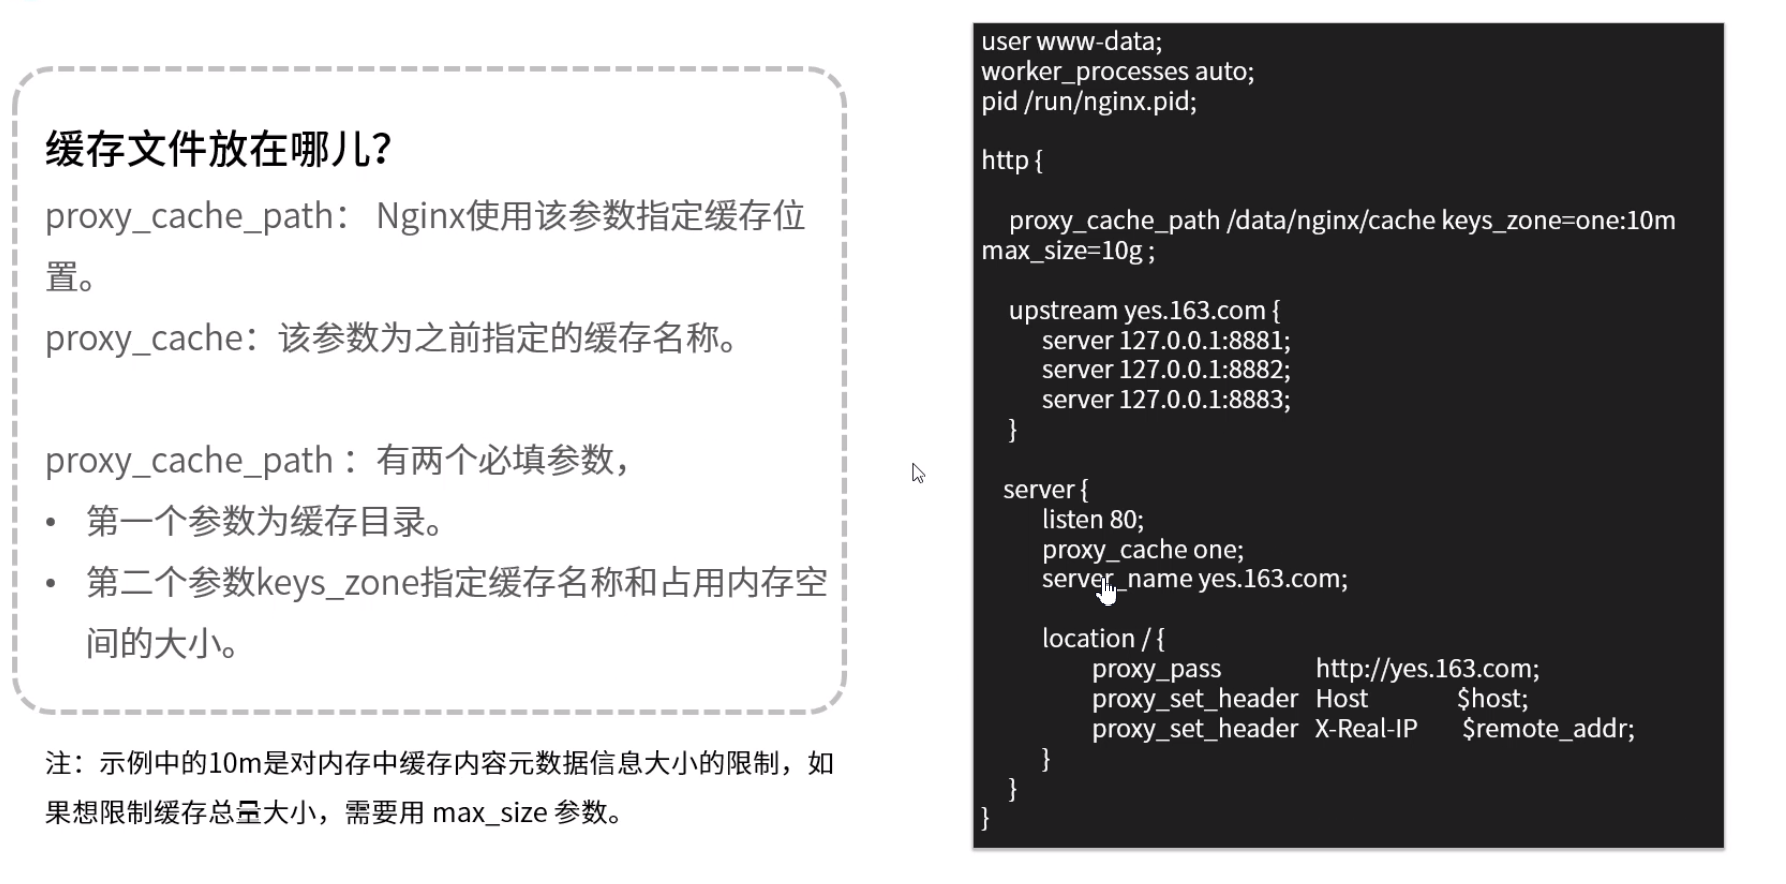 缓存文件放在哪儿？
proxy_cache_path： Nginx使用该参数指定缓存位
置。
proxy_cache：该参数为之前指定的缓存名称。
proxy_cache_path ：有两个必填参数，
• 第一个参数为缓存目录。
• 第二个参数keys_zone指定缓存名称和占用内存空
间的大小。
注：示例中的10m是对内存中缓存内容元数据信息大小的限制，如
果想限制缓存总量大小，需要用 max_size 参数。
user www-data;
worker_processes auto;
pid /run/nginx.pid;
http {
proxy_cache_path /data/nginx/cache keys_zone=one:10m
max_size=10g ;
upstream yes.163.com {
server 127.0.0.1:8881;
server 127.0.0.1:8882;
server 127.0.0.1:8883;
}
server {
listen 80;
proxy_cache one;
server_name yes.163.com;
location / {
proxy_pass http://yes.163.com;
proxy_set_header Host $host;
proxy_set_header X-Real-IP $remote_addr;
}
}
}